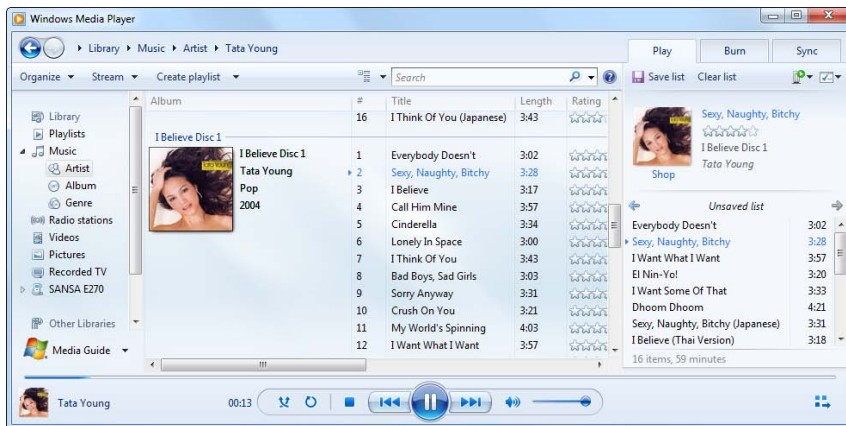 Windows Media Player
Library Music Artist Tata Young
Play Burn Sync
Organize Stream Create playlist Search
Save list Clear list
Library
Playlists
Music
Artist
Album
Genre
Radio stations
Videos
Pictures
Recorded TV
SANSA E270
Other Libraries
Media Guide
Album # Title Length Rating
16 I Think Of You (Japanese) 3:43
I Believe Disc 1
I Believe Disc 1
Tata Young
Pop
2004
1 Everybody Doesn't 3:02
2 Sexy, Naughty, Bitchy 3:28
3 I Believe 3:17
4 Call Him Mine 3:57
5 Cinderella 3:34
6 Lonely In Space 3:00
7 I Think Of You 3:43
8 Bad Boys, Sad Girls 3:03
9 Sorry Anyway 3:31
10 Crush On You 3:21
11 My World's Spinning 4:03
12 I Want What I Want 3:57
Sexy, Naughty, Bitchy
I Believe Disc 1
Tata Young
Shop
Unsaved list
Everybody Doesn't 3:02
Sexy, Naughty, Bitchy 3:28
I Want What I Want 3:57
El Nin-Yo! 3:20
I Want Some Of That 3:33
Dhoom Dhoom 4:21
Sexy, Naughty, Bitchy (Japanese) 3:31
I Believe (Thai Version) 3:18
16 items, 59 minutes
Tata Young 00:13